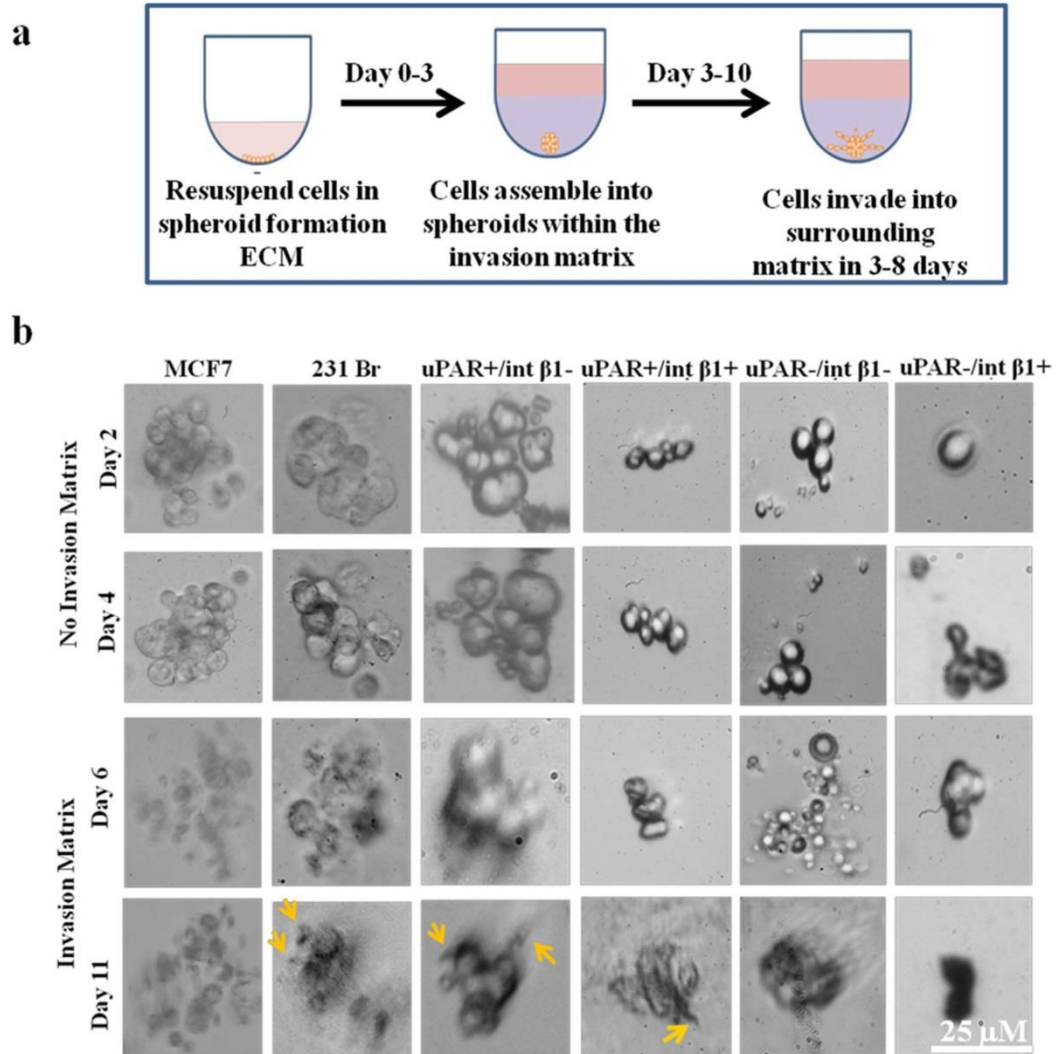 a
Day 0-3
Day 3-10
Resuspend cells in
spheroid formation
ECM
Cells assemble into
spheroids within the
invasion matrix
Cells invade into
surrounding
matrix in 3-8 days
b
MCF7
231 Br
uPAR+/int β1-
uPAR+/int β1+
uPAR-/int β1-
uPAR-/int β1+
No Invasion Matrix
Day 2
Day 4
Invasion Matrix
Day 6
Day 11
25 μM